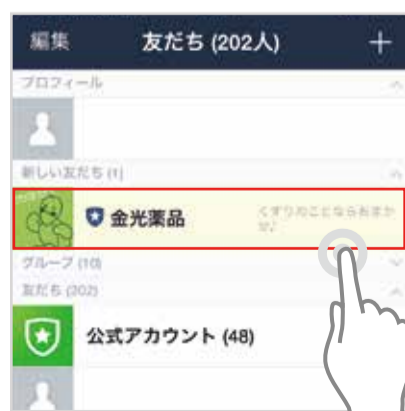 編集 友だち (202人) +
プロフィール
新しい友だち (1)
金光薬品 くすりのことならおまか
せ♪
グループ (10)
友だち (202)
公式アカウント (48)